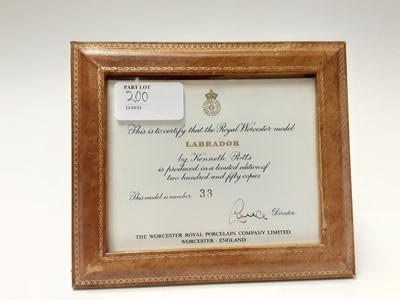 PART LOT
200
This is to certify that the Royal Worcester model
LABRADOR
by Kenneth Potts
is produced in a limited edition of
two hundred and fifty copies
This model is number 33
Director
THE WORCESTER ROYAL PORCELAIN COMPANY LIMITED
WORCESTER · ENGLAND